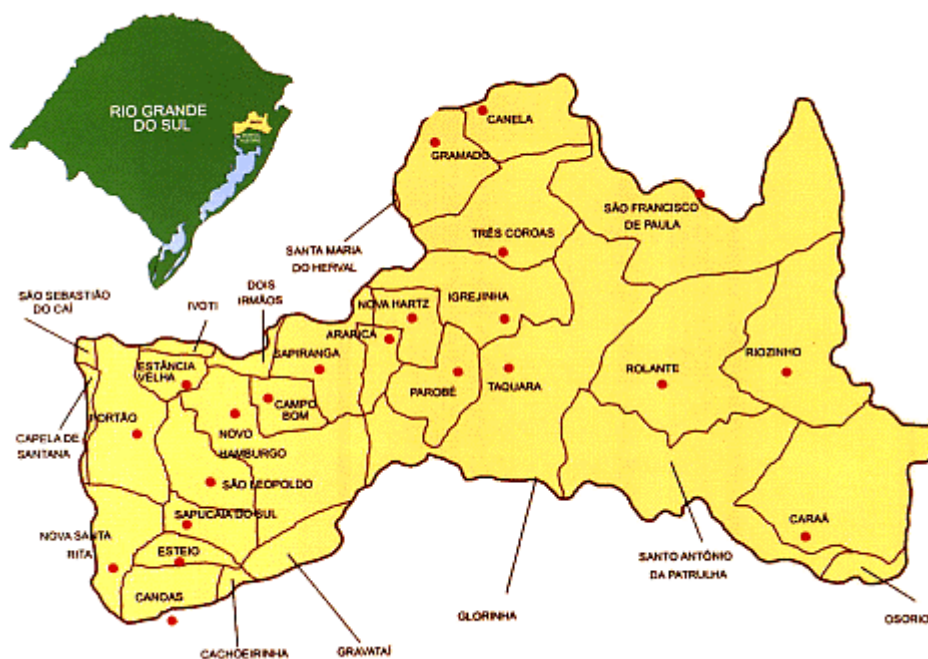 RIO GRANDE
DO SUL
CANELA
GRAMADO
SÃO FRANCISCO
DE PAULA
TRÊS COROAS
SANTA MARIA
DO HERVAL
DOIS
IRMÃOS
SÃO SEBASTIÃO
DO CAÍ
IVOTI
NOVA HARTZ
IGREJINHA
ARARICÁ
SAPIRANGA
ESTÂNCIA
VELHA
PAROBÉ
TAQUARA
ROLANTE
RIOZINHO
CAMPO
BOM
PORTÃO
NOVO
HAMBURGO
CAPELA DE
SANTANA
SÃO LEOPOLDO
SAPUCAIA DO SUL
NOVA SANTA
RITA
ESTEIO
CARAÁ
SANTO ANTÔNIO
DA PATRULHA
CANOAS
GLORINHA
OSORIO
CACHOEIRINHA
GRAVATAÍ